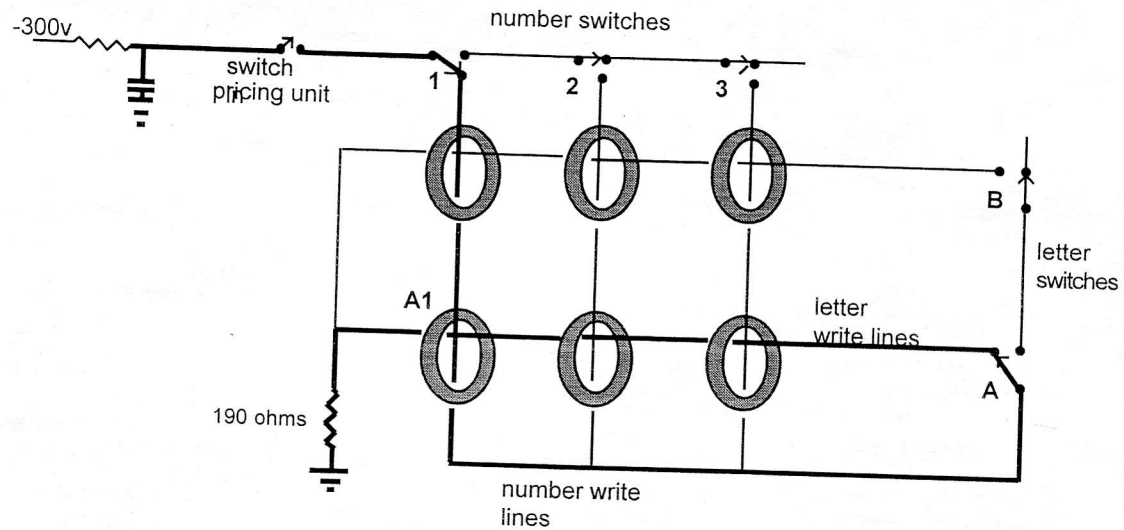 -300v
number switches
switch
pricing unit
in
1
2
3
B
letter
switches
A1
letter
write lines
A
190 ohms
number write
lines